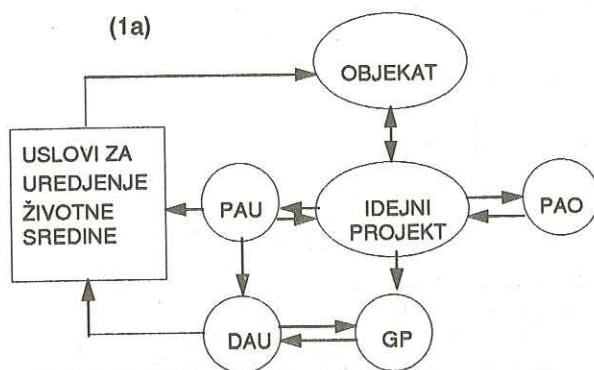 (1a)
OBJEKAT
USLOVI ZA
UREDJENJE
ŽIVOTNE
SREDINE
PAU
IDEJNI
PROJEKT
PAO
DAU
GP